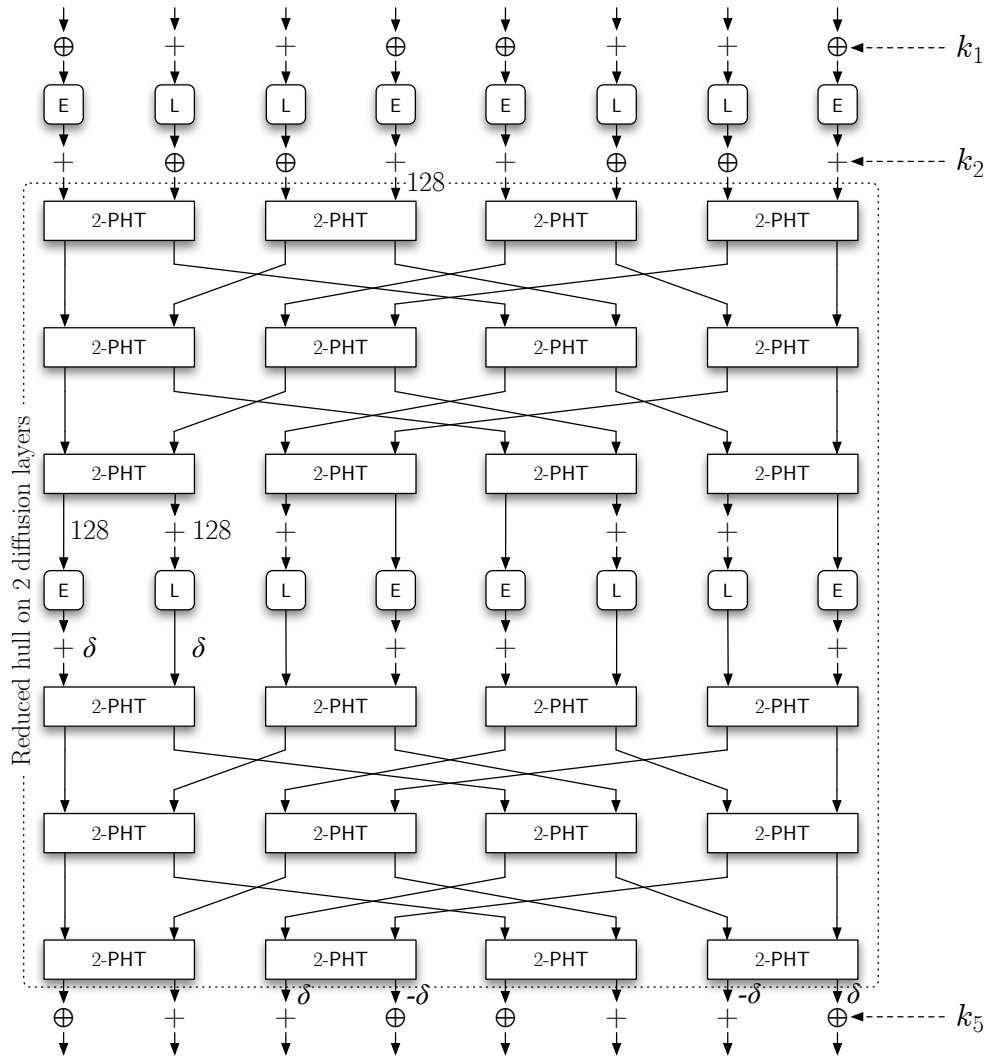 ⊕ + + ⊕ ⊕ + + ⊕ k₁
E L L E E L L E
+ ⊕ ⊕ + + ⊕ ⊕ + k₂
128
2-PHT 2-PHT 2-PHT 2-PHT
2-PHT 2-PHT 2-PHT 2-PHT
Reduced hull on 2 diffusion layers
2-PHT 2-PHT 2-PHT 2-PHT
128 + 128 + + +
E L L E E L L E
+ δ δ + + +
2-PHT 2-PHT 2-PHT 2-PHT
2-PHT 2-PHT 2-PHT 2-PHT
2-PHT 2-PHT 2-PHT 2-PHT
δ -δ -δ δ
⊕ + + ⊕ ⊕ + + ⊕ k₅